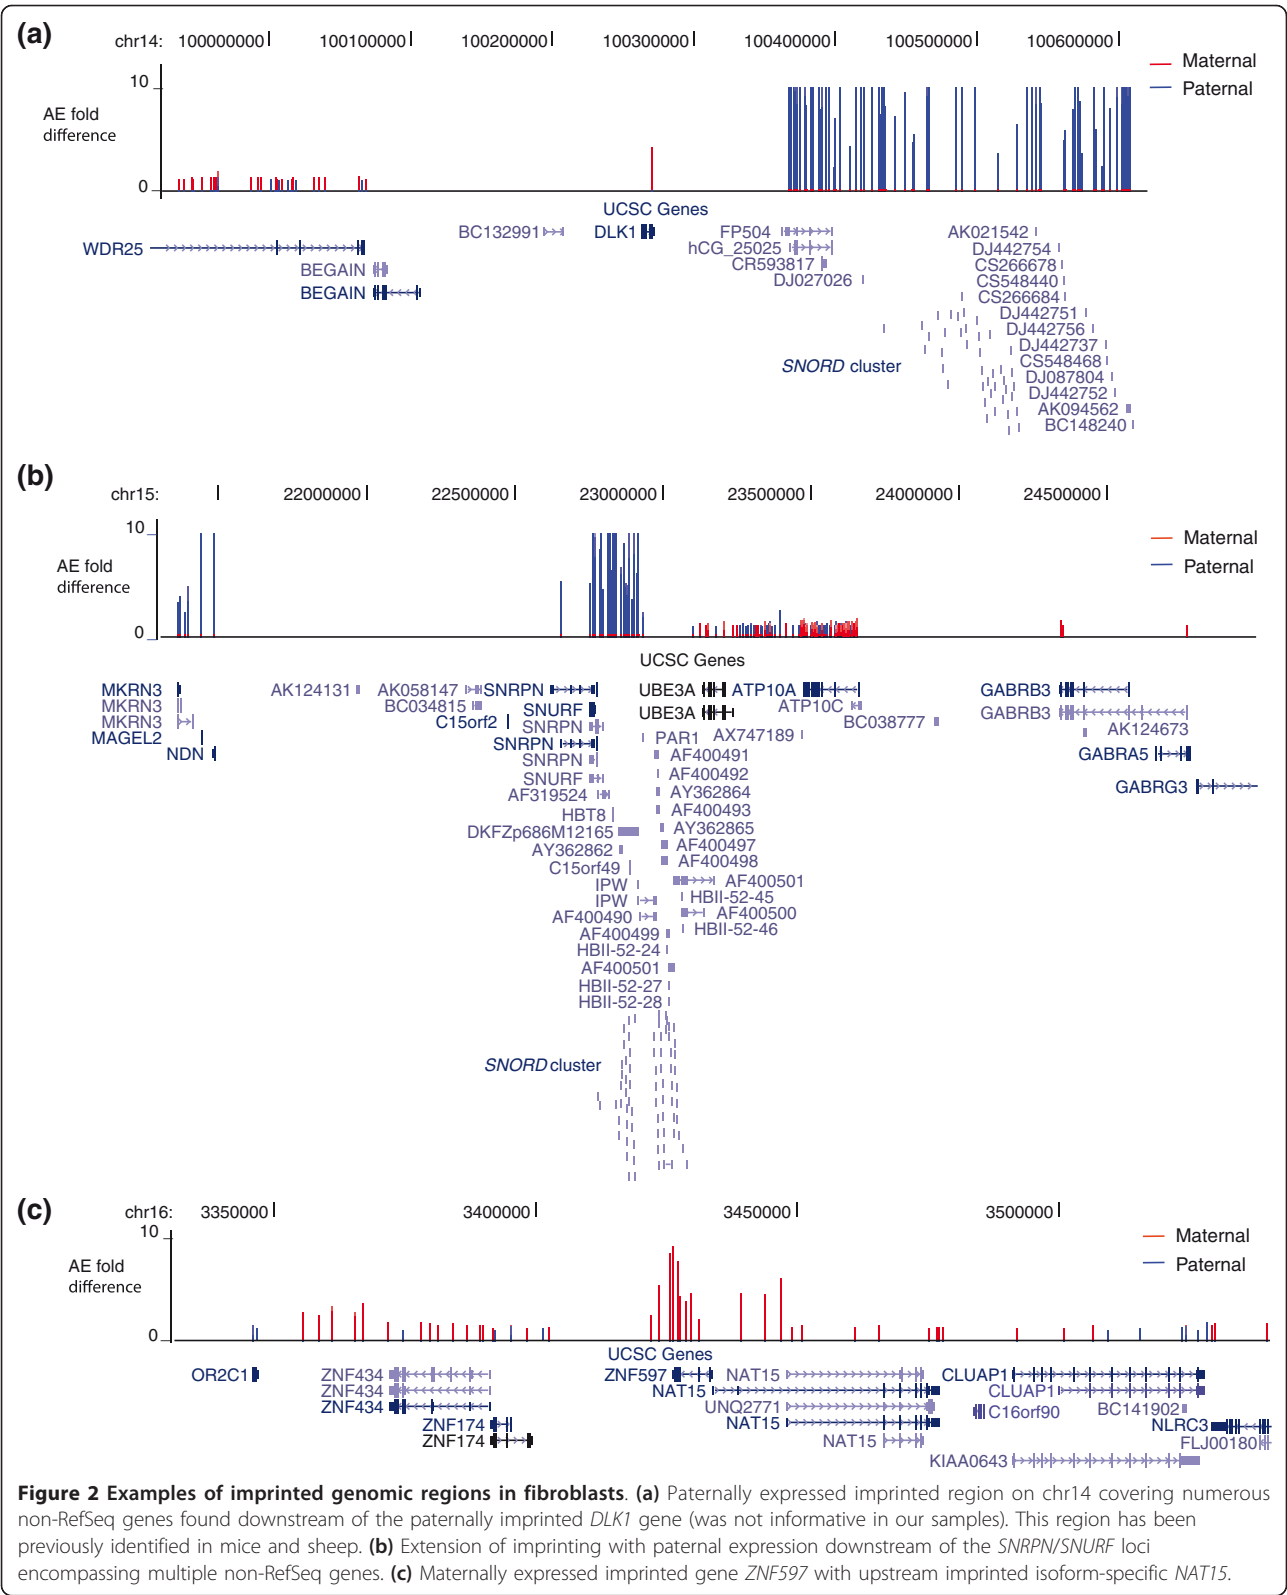 (a)
chr14: 100000000 100100000 100200000 100300000 100400000 100500000 100600000
Maternal
Paternal
10
AE fold
difference
0
UCSC Genes
WDR25
BEGAIN
BEGAIN
BC132991
DLK1
FP504
hCG_25025
CR593817
DJ027026
AK021542
DJ442754
CS266678
CS548440
CS266684
DJ442751
DJ442756
DJ442737
CS548468
DJ087804
DJ442752
AK094562
BC148240
SNORD cluster
(b)
chr15: 22000000 22500000 23000000 23500000 24000000 24500000
Maternal
Paternal
10
AE fold
difference
0
UCSC Genes
MKRN3
MKRN3
MKRN3
MAGEL2
NDN
AK124131
AK058147
BC034815
C15orf2
SNRPN
SNURF
SNRPN
SNRPN
SNRPN
SNURF
AF319524
HBT8
DKFZp686M12165
AY362862
C15orf49
IPW
IPW
AF400490
AF400499
HBII-52-24
AF400501
HBII-52-27
HBII-52-28
SNORD cluster
UBE3A
UBE3A
PAR1
AF400491
AF400492
AY362864
AF400493
AY362865
AF400497
AF400498
AF400501
HBII-52-45
AF400500
HBII-52-46
ATP10A
ATP10C
AX747189
BC038777
GABRB3
GABRB3
AK124673
GABRA5
GABRG3
(c)
chr16: 3350000 3400000 3450000 3500000
Maternal
Paternal
10
AE fold
difference
0
UCSC Genes
OR2C1
ZNF434
ZNF434
ZNF434
ZNF174
ZNF174
ZNF597
NAT15
NAT15
UNQ2771
NAT15
NAT15
CLUAP1
CLUAP1
C16orf90
BC141902
NLRC3
FLJ00180
KIAA0643
Figure 2 Examples of imprinted genomic regions in fibroblasts. (a) Paternally expressed imprinted region on chr14 covering numerous
non-RefSeq genes found downstream of the paternally imprinted DLK1 gene (was not informative in our samples). This region has been
previously identified in mice and sheep. (b) Extension of imprinting with paternal expression downstream of the SNRPN/SNURF loci
encompassing multiple non-RefSeq genes. (c) Maternally expressed imprinted gene ZNF597 with upstream imprinted isoform-specific NAT15.